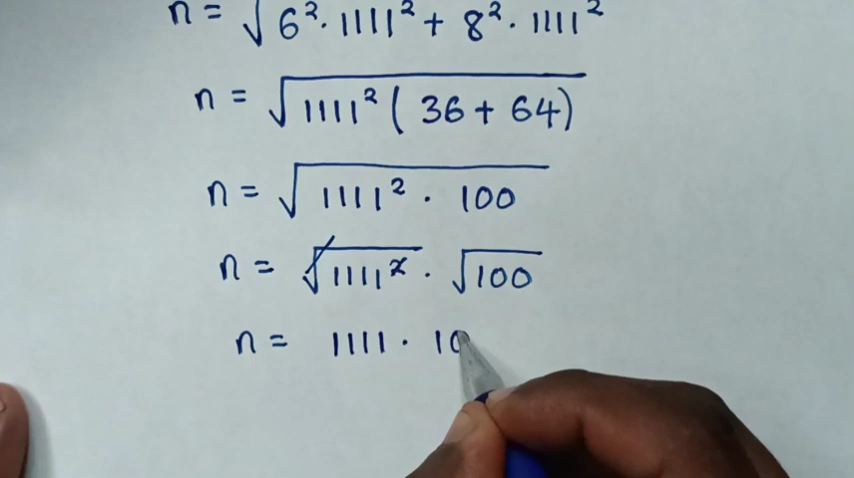 n = √6².1111² + 8².1111²
n = √1111² ( 36 + 64)
n = √1111² . 100
n = √1111² . √100
n = 1111 . 10